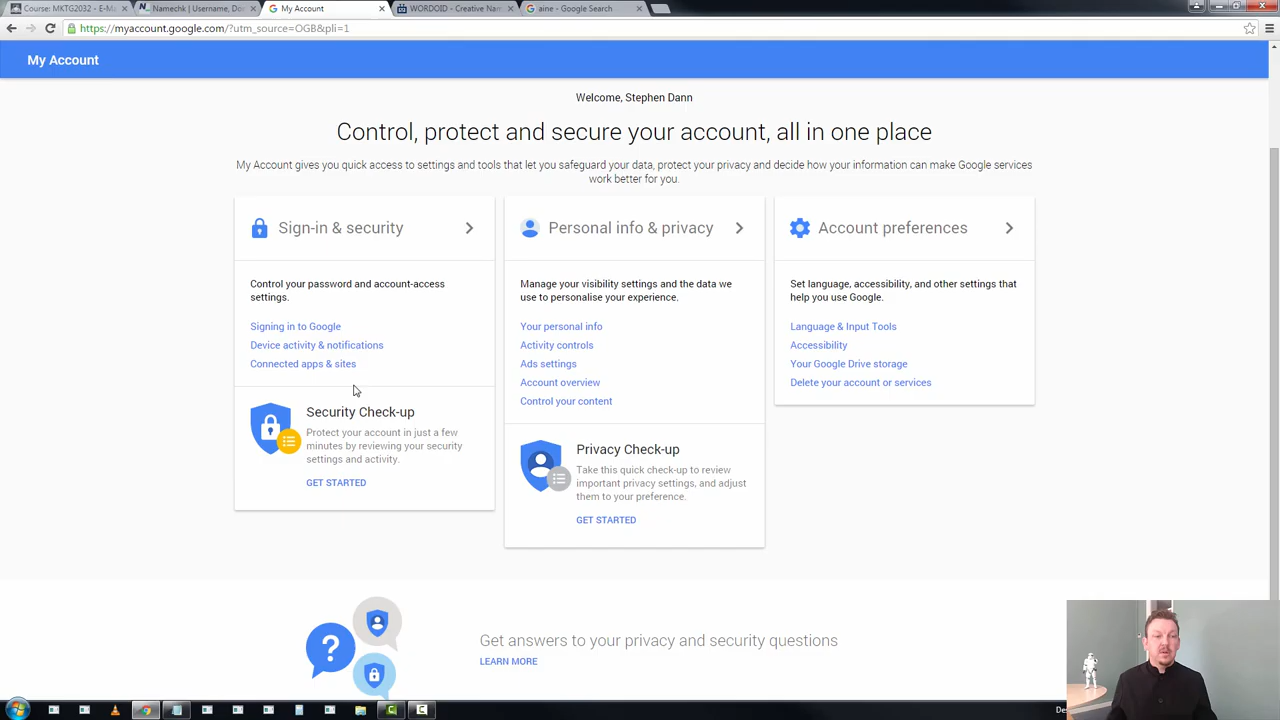 Course: MKTG2032 - E-Ma
Namechk | Username, Do
My Account
WORDOID - Creative Nam
aine - Google Search
https://myaccount.google.com/?utm_source=OGB&pli=1
My Account
Welcome, Stephen Dann
Control, protect and secure your account, all in one place
My Account gives you quick access to settings and tools that let you safeguard your data, protect your privacy and decide how your information can make Google services
work better for you.
Sign-in & security
Control your password and account-access
settings.
Signing in to Google
Device activity & notifications
Connected apps & sites
Security Check-up
Protect your account in just a few
minutes by reviewing your security
settings and activity.
GET STARTED
Personal info & privacy
Manage your visibility settings and the data we
use to personalise your experience.
Your personal info
Activity controls
Ads settings
Account overview
Control your content
Privacy Check-up
Take this quick check-up to review
important privacy settings, and adjust
them to your preference.
GET STARTED
Account preferences
Set language, accessibility, and other settings that
help you use Google.
Language & Input Tools
Accessibility
Your Google Drive storage
Delete your account or services
Get answers to your privacy and security questions
LEARN MORE